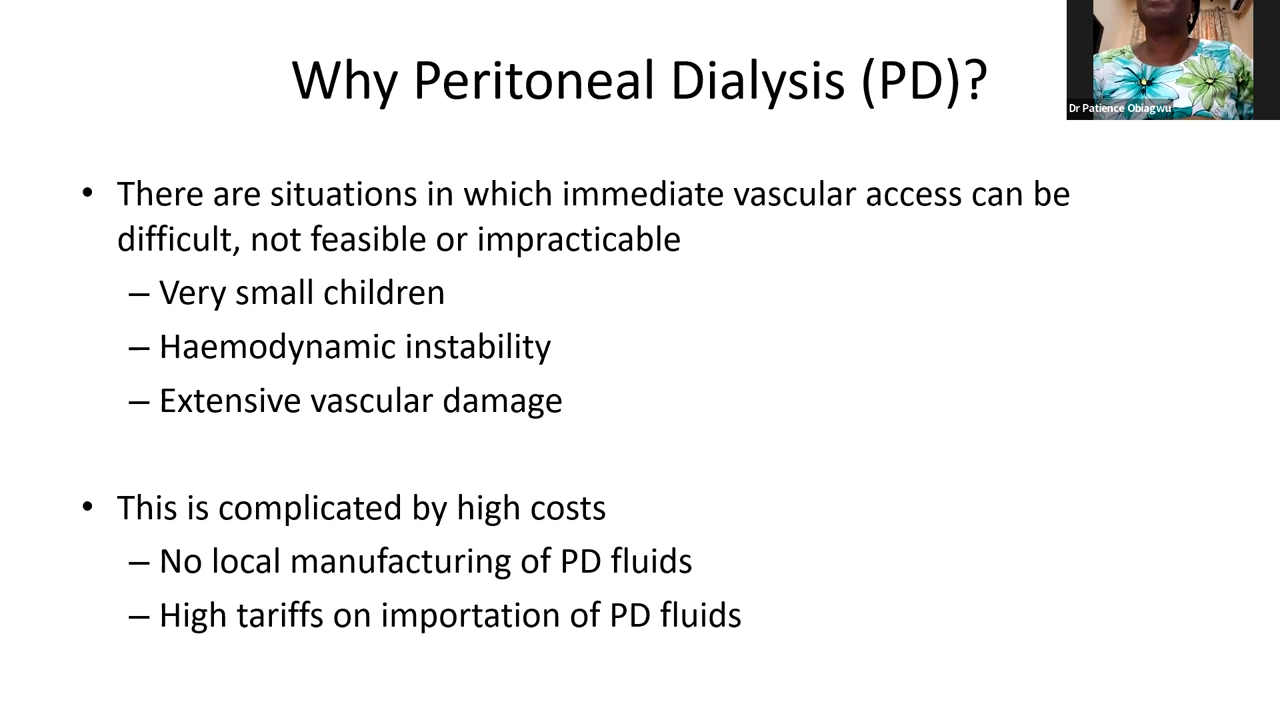 Why Peritoneal Dialysis (PD)?
Dr Patience Obiagwu
• There are situations in which immediate vascular access can be
difficult, not feasible or impracticable
– Very small children
– Haemodynamic instability
– Extensive vascular damage
• This is complicated by high costs
– No local manufacturing of PD fluids
– High tariffs on importation of PD fluids